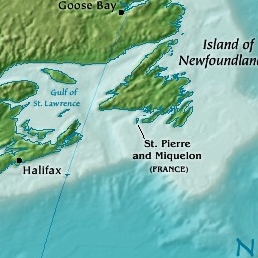 Goose Bay
Island of
Newfoundland
Gulf of
St. Lawrence
St. Pierre
and Miquelon
(FRANCE)
Halifax
N